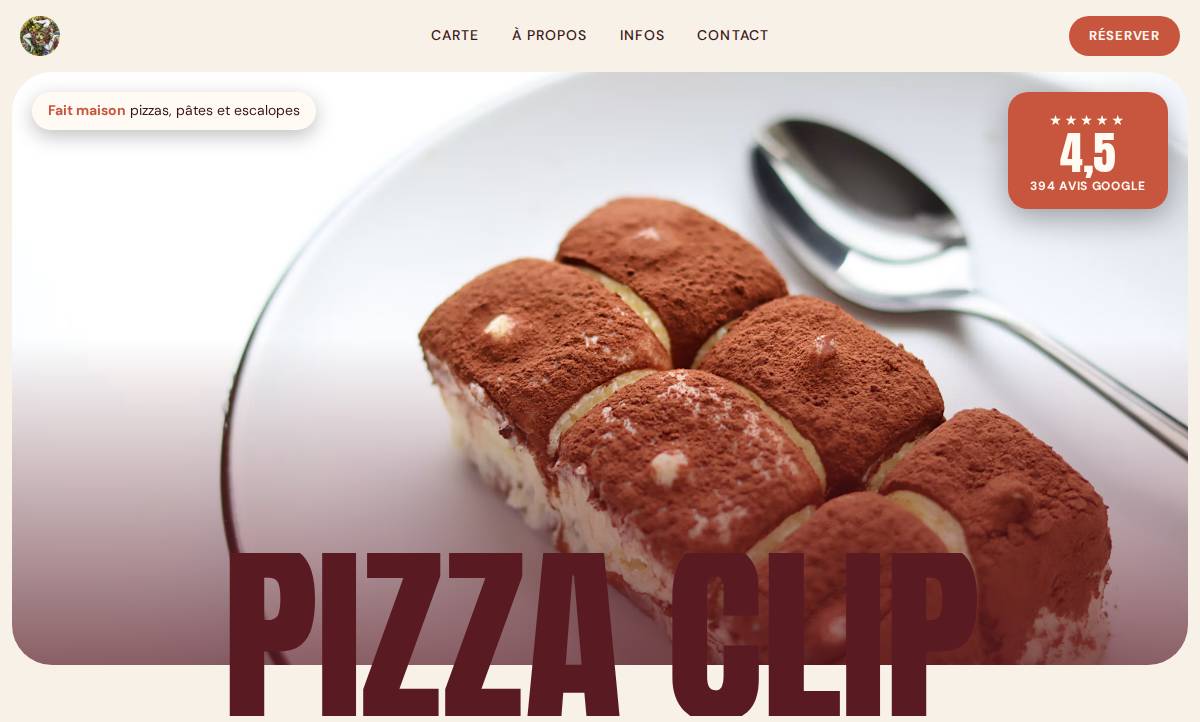 CARTE
À PROPOS
INFOS
CONTACT
RÉSERVER
Fait maison pizzas, pâtes et escalopes
★★★★★
4,5
394 AVIS GOOGLE
PIZZA CLIP